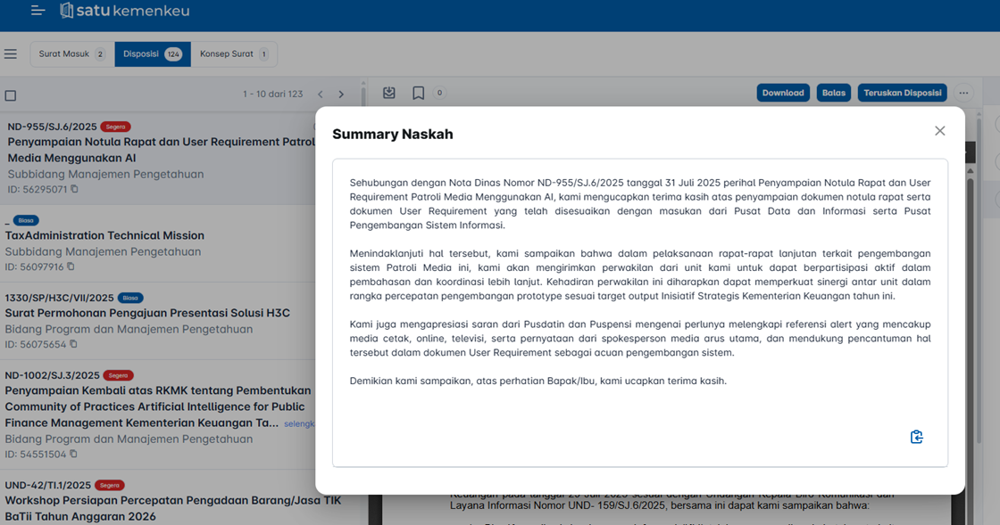 satu kemenkeu
Surat Masuk 2
Disposisi 124
Konsep Surat 1
1 - 10 dari 123
0
Download
Balas
Teruskan Disposisi
ND-955/SJ.6/2025 Segera
Penyampaian Notula Rapat dan User Requirement Patrol
Media Menggunakan AI
Subbidang Manajemen Pengetahuan
ID: 56295071
_ Biasa
TaxAdministration Technical Mission
Subbidang Manajemen Pengetahuan
ID: 56097916
1330/SP/H3C/VII/2025 Biasa
Surat Permohonan Pengajuan Presentasi Solusi H3C
Bidang Program dan Manajemen Pengetahuan
ID: 56075654
ND-1002/SJ.3/2025 Segera
Penyampaian Kembali atas RKMK tentang Pembentukan
Community of Practices Artificial Intelligence for Public
Finance Management Kementerian Keuangan Ta... selengk
Bidang Program dan Manajemen Pengetahuan
ID: 54551504
UND-42/TI.1/2025 Segera
Workshop Persiapan Percepatan Pengadaan Barang/Jasa TIK
BaTii Tahun Anggaran 2026
Summary Naskah
Sehubungan dengan Nota Dinas Nomor ND-955/SJ.6/2025 tanggal 31 Juli 2025 perihal Penyampaian Notula Rapat dan User
Requirement Patroli Media Menggunakan AI, kami mengucapkan terima kasih atas penyampaian dokumen notula rapat serta
dokumen User Requirement yang telah disesuaikan dengan masukan dari Pusat Data dan Informasi serta Pusat
Pengembangan Sistem Informasi.
Menindaklanjuti hal tersebut, kami sampaikan bahwa dalam pelaksanaan rapat-rapat lanjutan terkait pengembangan
sistem Patroli Media ini, kami akan mengirimkan perwakilan dari unit kami untuk dapat berpartisipasi aktif dalam
pembahasan dan koordinasi lebih lanjut. Kehadiran perwakilan ini diharapkan dapat memperkuat sinergi antar unit dalam
rangka percepatan pengembangan prototype sesuai target output Inisiatif Strategis Kementerian Keuangan tahun ini.
Kami juga mengapresiasi saran dari Pusdatin dan Puspensi mengenai perlunya melengkapi referensi alert yang mencakup
media cetak, online, televisi, serta pernyataan dari spokesperson media arus utama, dan mendukung pencantuman hal
tersebut dalam dokumen User Requirement sebagai acuan pengembangan sistem.
Demikian kami sampaikan, atas perhatian Bapak/Ibu, kami ucapkan terima kasih.
Layana Informasi Nomor UND- 159/SJ.6/2025, bersama ini dapat kami sampaikan bahwa: